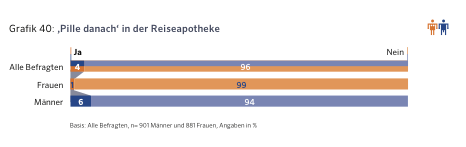 Grafik 40: ‚Pille danach‘ in der Reiseapotheke
Ja Nein
Alle Befragten 4 96
Frauen 1 99
Männer 6 94
Basis: Alle Befragten, n= 901 Männer und 881 Frauen, Angaben in %